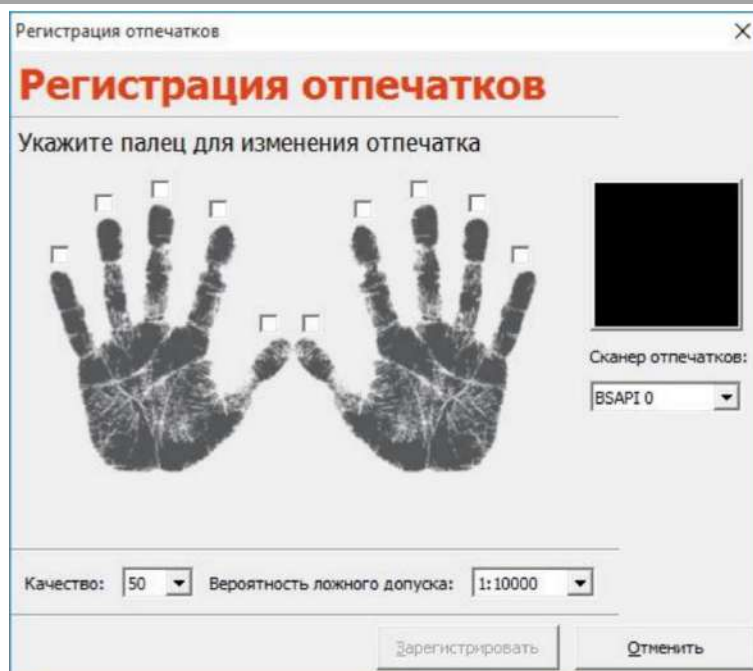 Регистрация отпечатков
Регистрация отпечатков
Укажите палец для изменения отпечатка
Сканер отпечатков:
BSAPI 0
Качество: 50 Вероятность ложного допуска: 1:10000
Зарегистрировать Отменить